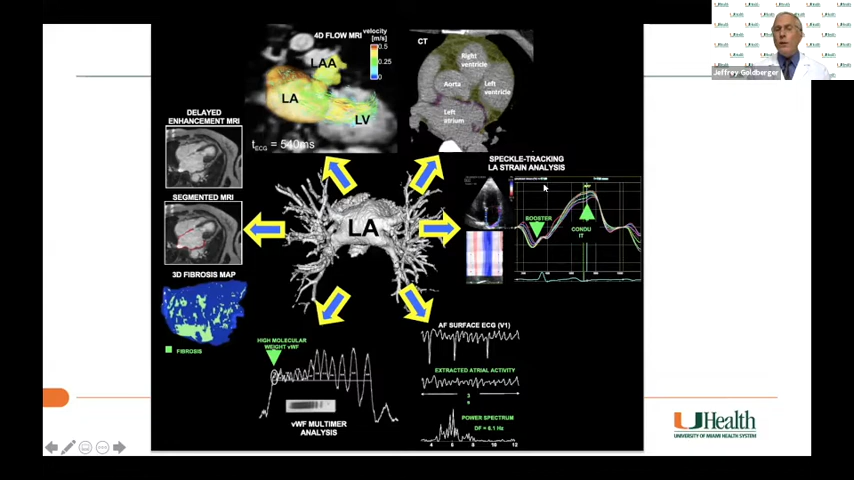 4D FLOW MRI
velocity
[m/s]
0.5
0.25
0
LAA
LA
LV
tECG = 540ms
CT
Right
ventricle
Aorta
Left
ventricle
Left
atrium
Jeffrey Goldberger
UHealth
DELAYED
ENHANCEMENT MRI
SEGMENTED MRI
3D FIBROSIS MAP
FIBROSIS
LA
SPECKLE-TRACKING
LA STRAIN ANALYSIS
BOOSTER
CONDU
IT
HIGH MOLECULAR
WEIGHT vWF
vWF MULTIMER
ANALYSIS
AF SURFACE ECG (V1)
EXTRACTED ATRIAL ACTIVITY
3
s
POWER SPECTRUM
DF = 6.1 Hz
4 6 8 10 12
UHealth
UNIVERSITY OF MIAMI HEALTH SYSTEM